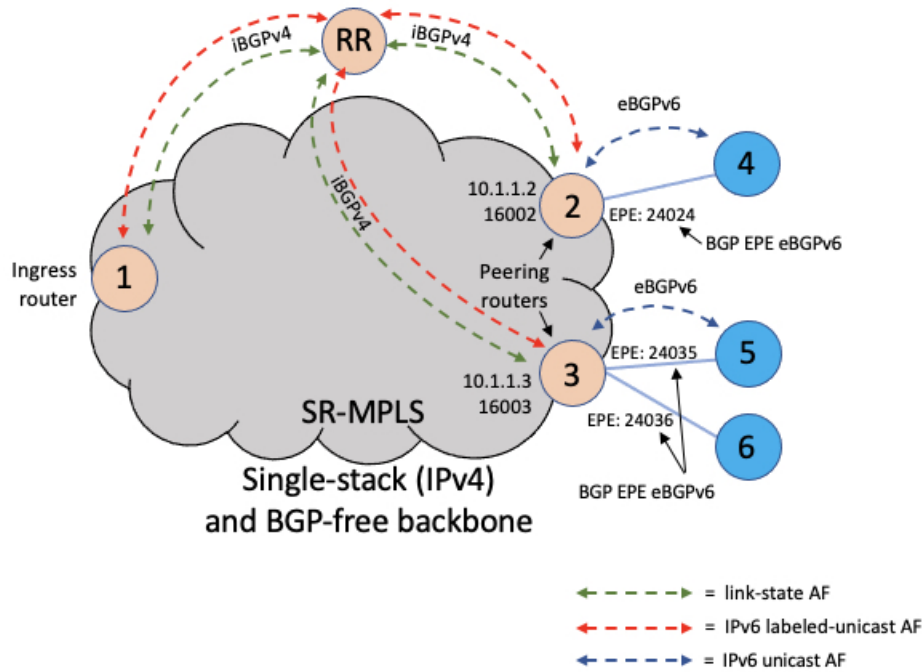 RR
iBGPv4
iBGPv4
eBGPv6
4
10.1.1.2
16002
2
EPE: 24024
BGP EPE eBGPv6
iBGPv4
Ingress
router
1
Peering
routers
eBGPv6
5
EPE: 24035
3
10.1.1.3
16003
EPE: 24036
6
SR-MPLS
BGP EPE eBGPv6
Single-stack (IPv4)
and BGP-free backbone
= link-state AF
= IPv6 labeled-unicast AF
= IPv6 unicast AF